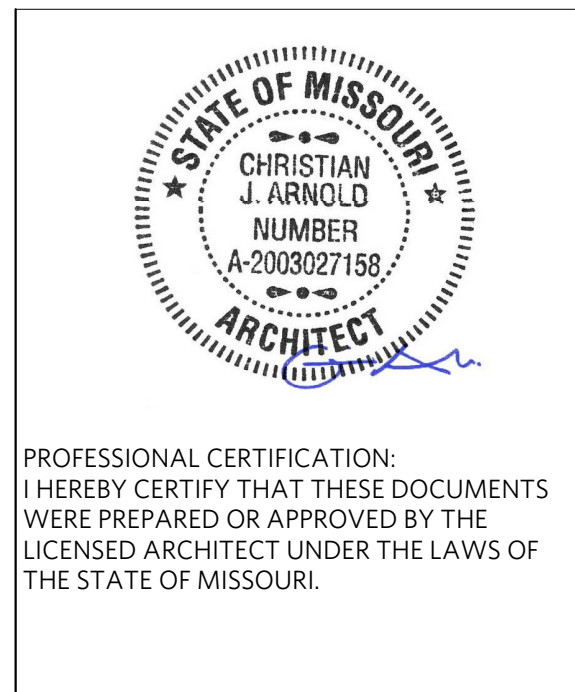 STATE OF MISSOURI
CHRISTIAN
J. ARNOLD
NUMBER
A-2003027158
ARCHITECT
PROFESSIONAL CERTIFICATION:
I HEREBY CERTIFY THAT THESE DOCUMENTS
WERE PREPARED OR APPROVED BY THE
LICENSED ARCHITECT UNDER THE LAWS OF
THE STATE OF MISSOURI.